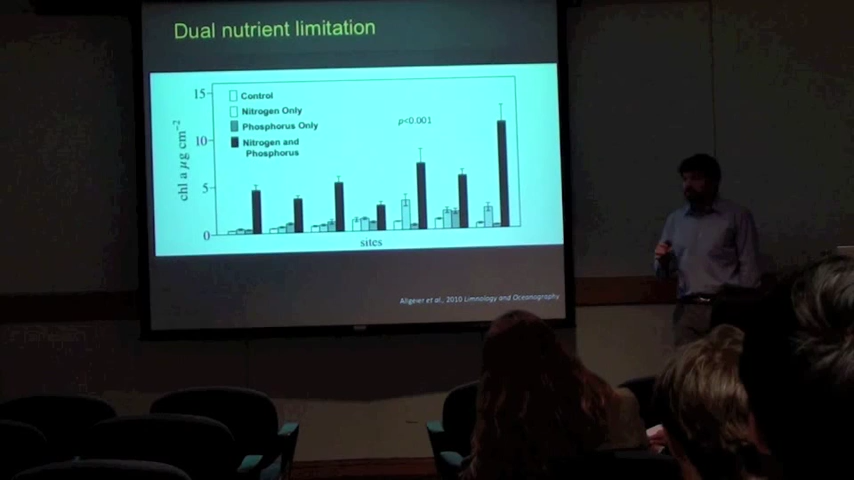 Dual nutrient limitation
15
10
5
0
chl a µg cm⁻²
Control
Nitrogen Only
Phosphorus Only
Nitrogen and
Phosphorus
p<0.001
sites
Allgeier et al., 2010 Limnology and Oceanography